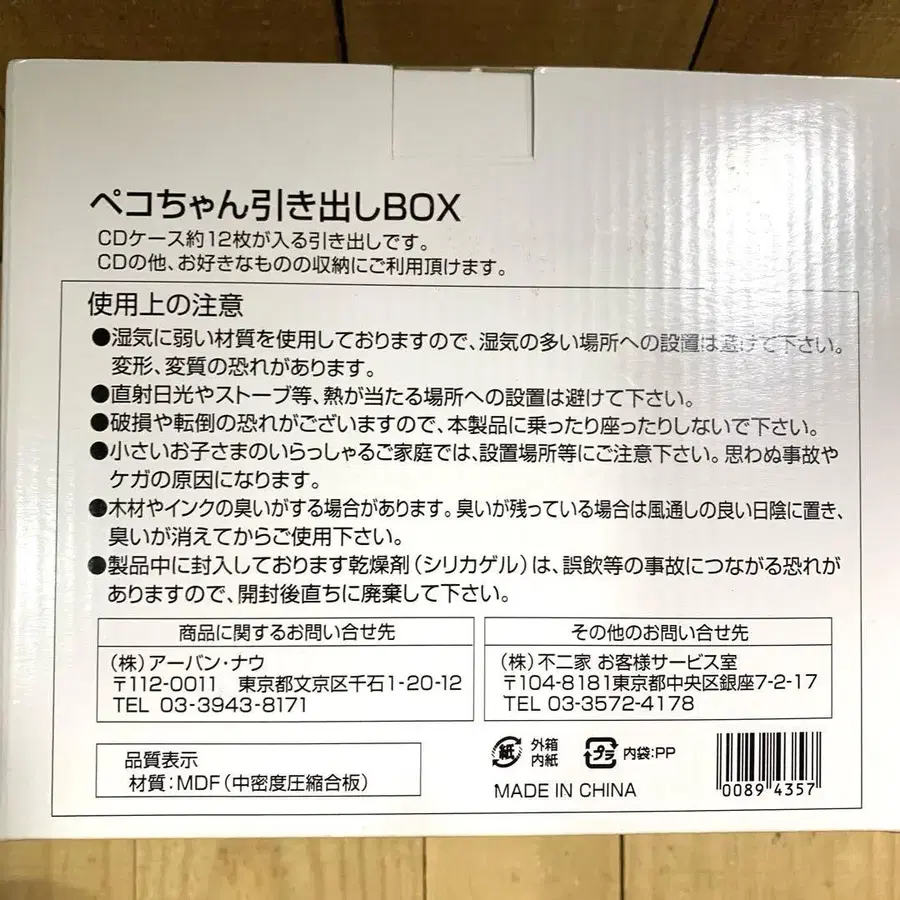 ペコちゃん引き出しBOX
CDケース約12枚が入る引き出しです。
CDの他、お好きなものの収納にご利用頂けます。
使用上の注意
●湿気に弱い材質を使用しておりますので、湿気の多い場所への設置は避けて下さい。
変形、変質の恐れがあります。
●直射日光やストーブ等、熱が当たる場所への設置は避けて下さい。
●破損や転倒の恐れがございますので、本製品に乗ったり座ったりしないで下さい。
●小さいお子さまのいらっしゃるご家庭では、設置場所等にご注意下さい。思わぬ事故や
ケガの原因になります。
●木材やインクの臭いがする場合があります。臭いが残っている場合は風通しの良い日陰に置き、
臭いが消えてからご使用下さい。
●製品中に封入しております乾燥剤(シリカゲル)は、誤飲等の事故につながる恐れが
ありますので、開封後直ちに廃棄して下さい。
商品に関するお問い合せ先
(株)アーバン・ナウ
〒112-0011 東京都文京区千石1-20-12
TEL 03-3943-8171
その他のお問い合せ先
(株)不二家 お客様サービス室
〒104-8181東京都中央区銀座7-2-17
TEL 03-3572-4178
品質表示
材質:MDF(中密度圧縮合板)
紙 外箱
内紙
プラ 内袋:PP
MADE IN CHINA
0089 4357